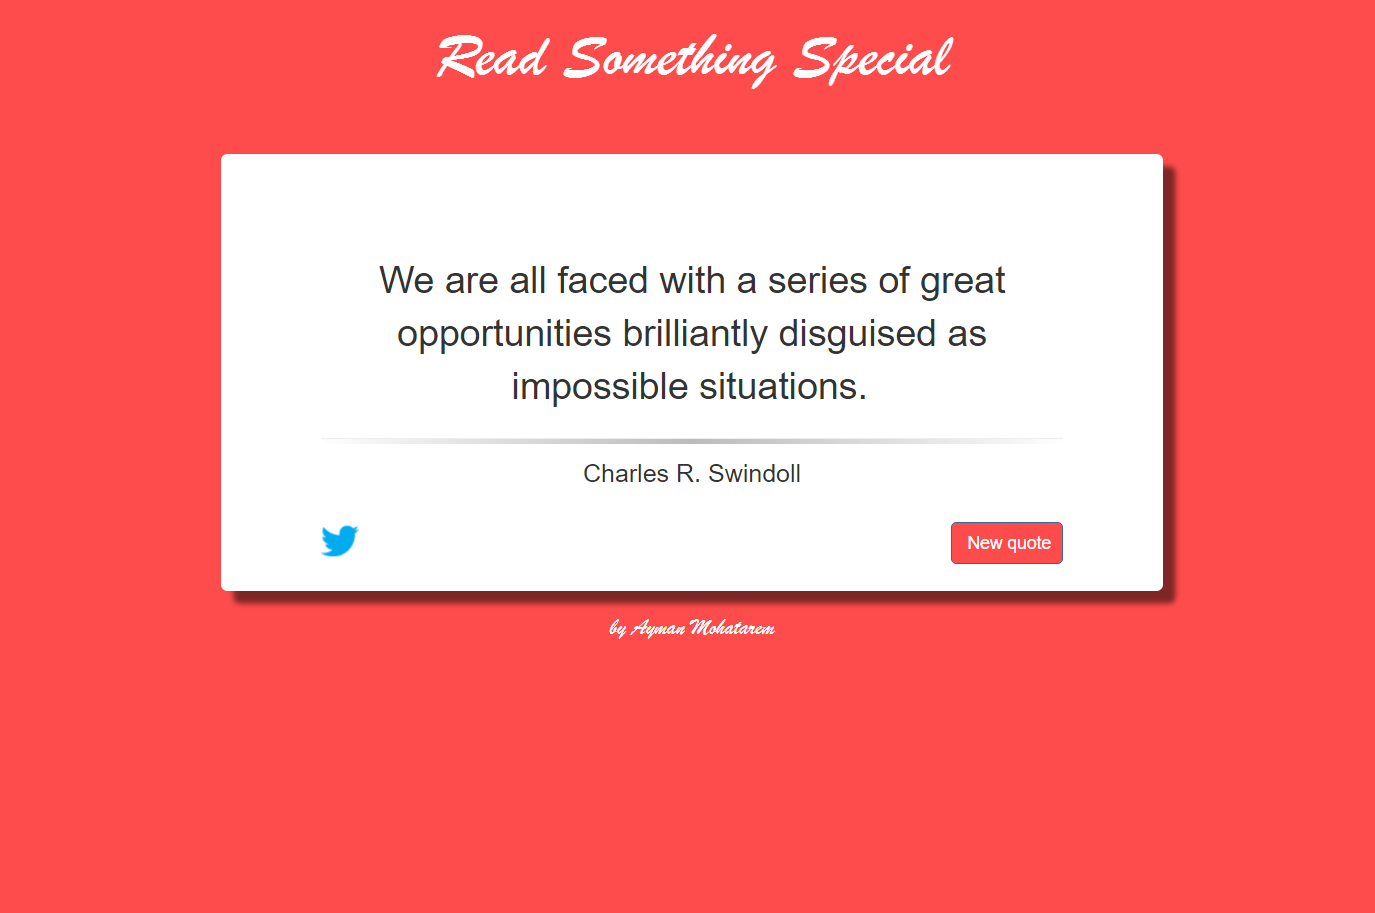 Read Something Special
We are all faced with a series of great
opportunities brilliantly disguised as
impossible situations.
Charles R. Swindoll
New quote
by Ayman Mohatarem